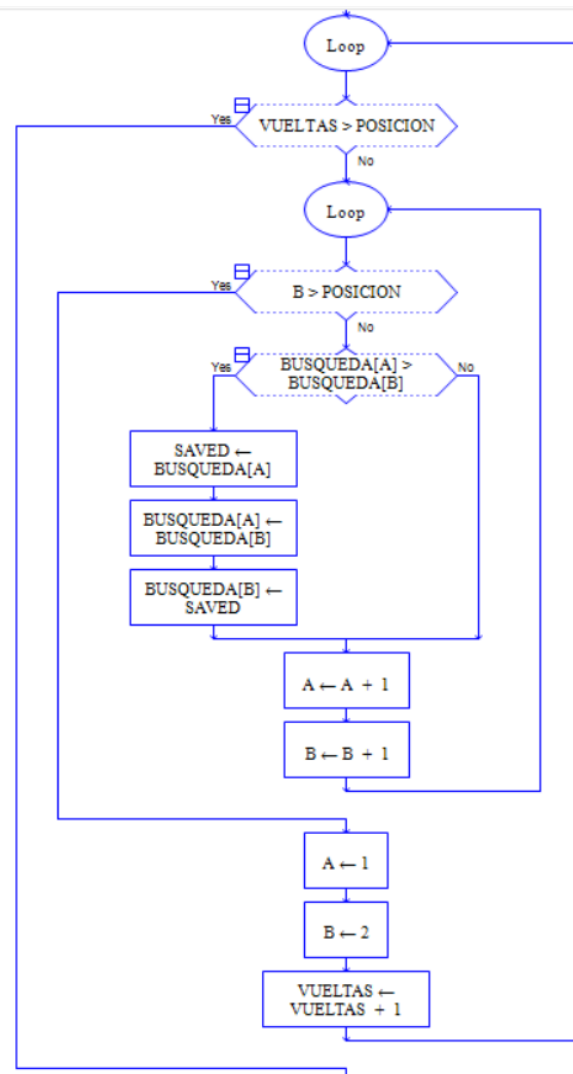 Loop
Yes
VUELTAS > POSICION
No
Loop
Yes
B > POSICION
No
Yes
BUSQUEDA[A] >
BUSQUEDA[B]
No
SAVED ←
BUSQUEDA[A]
BUSQUEDA[A] ←
BUSQUEDA[B]
BUSQUEDA[B] ←
SAVED
A ← A + 1
B ← B + 1
A ← 1
B ← 2
VUELTAS ←
VUELTAS + 1